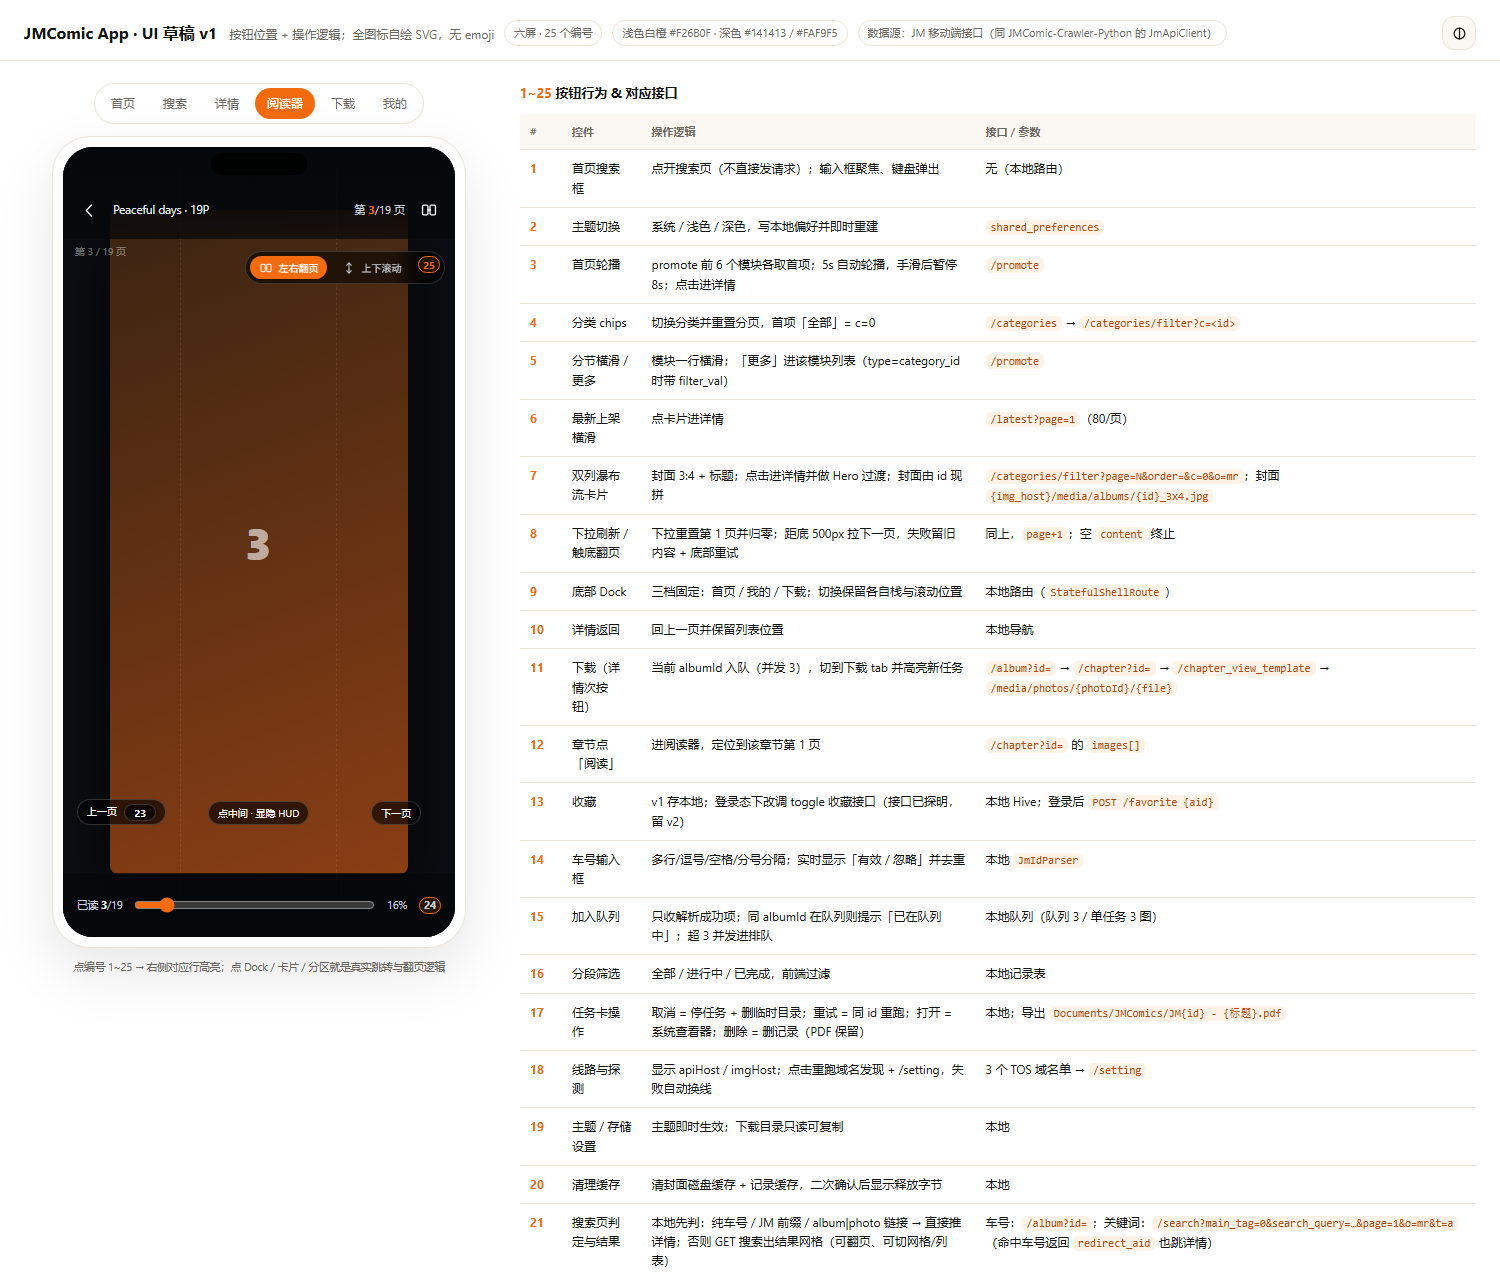 JMComic App · UI 草稿 v1
按钮位置 + 操作逻辑；全图标自绘 SVG，无 emoji
六屏 · 25 个编号
浅色白橙 #F26B0F · 深色 #141413 / #FAF9F5
数据源：JM 移动端接口（同 JMComic-Crawler-Python 的 JmApiClient）
首页 搜索 详情 阅读器 下载 我的
Peaceful days · 19P
第 3/19 页
第 3 / 19 页
左右翻页
上下滚动
25
3
上一页 23
点中间 · 显隐 HUD
下一页
已读 3/19
16%
24
点编号 1~25 → 右侧对应行高亮；点 Dock / 卡片 / 分区就是真实跳转与翻页逻辑
1~25 按钮行为 & 对应接口
# 控件 操作逻辑 接口 / 参数
1 首页搜索框 点开搜索页（不直接发请求）；输入框聚焦、键盘弹出 无（本地路由）
2 主题切换 系统 / 浅色 / 深色，写本地偏好并即时重建 shared_preferences
3 首页轮播 promote 前 6 个模块各取首项；5s 自动轮播，手滑后暂停 8s；点击进详情 /promote
4 分类 chips 切换分类并重置分页，首项「全部」= c=0 /categories → /categories/filter?c=<id>
5 分节横滑 / 更多 模块一行横滑；「更多」进该模块列表（type=category_id 时带 filter_val） /promote
6 最新上架横滑 点卡片进详情 /latest?page=1 （80/页）
7 双列瀑布流卡片 封面 3:4 + 标题；点击进详情并做 Hero 过渡；封面由 id 现拼 /categories/filter?page=N&order=&c=0&o=mr ；封面 {img_host}/media/albums/{id}_3x4.jpg
8 下拉刷新 / 触底翻页 下拉重置第 1 页并归零；距底 500px 拉下一页，失败留旧内容 + 底部重试 同上， page+1 ；空 content 终止
9 底部 Dock 三档固定：首页 / 我的 / 下载；切换保留各自栈与滚动位置 本地路由（ StatefulShellRoute ）
10 详情返回 回上一页并保留列表位置 本地导航
11 下载（详情次按钮） 当前 albumId 入队（并发 3），切到下载 tab 并高亮新任务 /album?id= → /chapter?id= → /chapter_view_template → /media/photos/{photoId}/{file}
12 章节点「阅读」 进阅读器，定位到该章节第 1 页 /chapter?id= 的 images[]
13 收藏 v1 存本地；登录态下改调 toggle 收藏接口（接口已探明，留 v2） 本地 Hive；登录后 POST /favorite {aid}
14 车号输入框 多行/逗号/空格/分号分隔；实时显示「有效 / 忽略」并去重 本地 JmIdParser
15 加入队列 只收解析成功项；同 albumId 在队列则提示「已在队列中」；超 3 并发进排队 本地队列（队列 3 / 单任务 3 图）
16 分段筛选 全部 / 进行中 / 已完成，前端过滤 本地记录表
17 任务卡操作 取消 = 停任务 + 删临时目录；重试 = 同 id 重跑；打开 = 系统查看器；删除 = 删记录（PDF 保留） 本地；导出 Documents/JMComics/JM{id} - {标题}.pdf
18 线路与探测 显示 apiHost / imgHost；点击重跑域名发现 + /setting，失败自动换线 3 个 TOS 域名单 → /setting
19 主题 / 存储设置 主题即时生效；下载目录只读可复制 本地
20 清理缓存 清封面磁盘缓存 + 记录缓存，二次确认后显示释放字节 本地
21 搜索页判定与结果 本地先判：纯车号 / JM 前缀 / album|photo 链接 → 直接推详情；否则 GET 搜索出结果网格（可翻页、可切网格/列表） 车号： /album?id= ；关键词： /search?main_tag=0&search_query=…&page=1&o=mr&t=a （命中车号返回 redirect_aid 也跳详情）